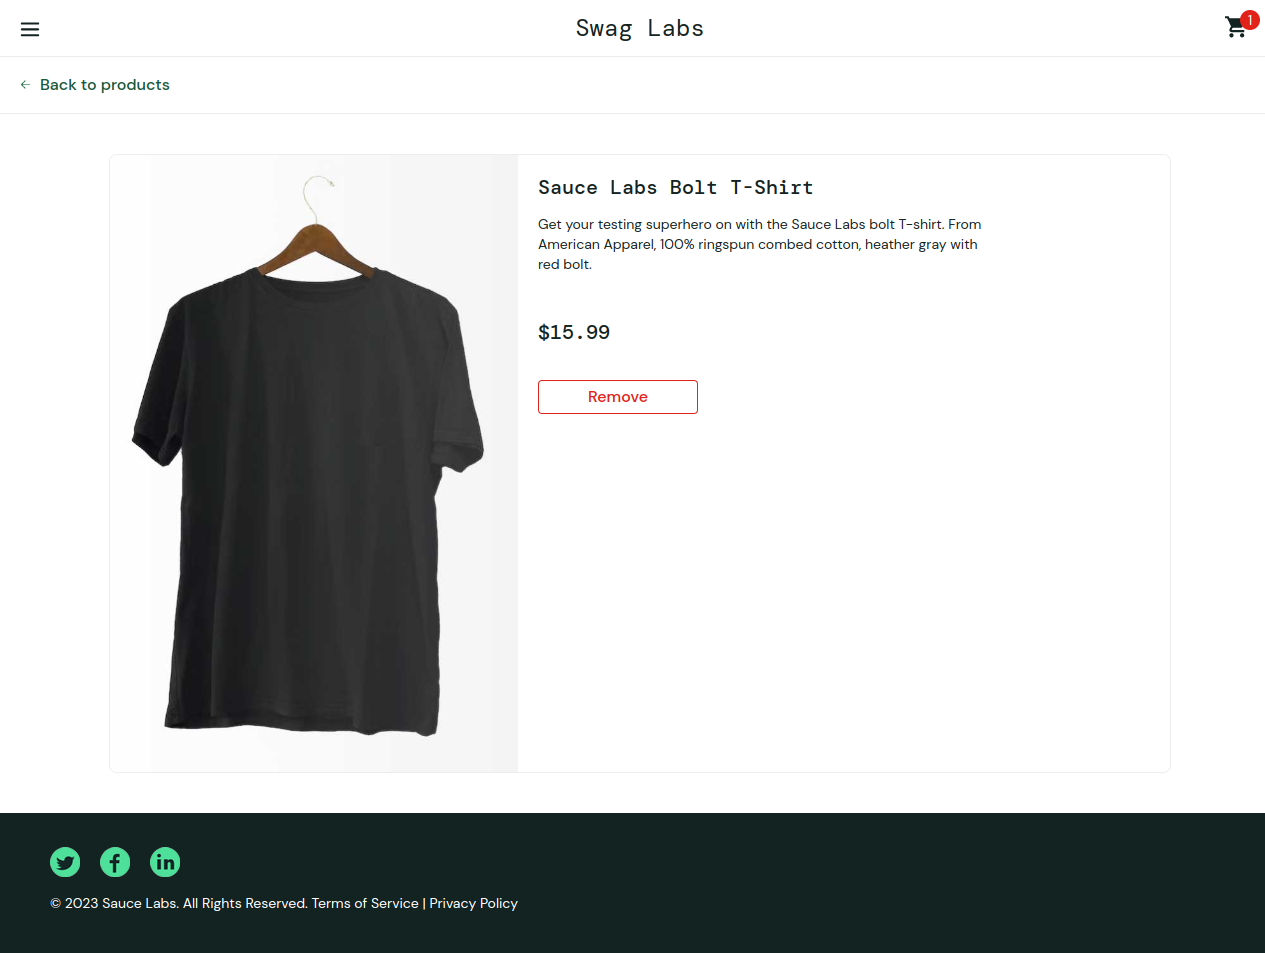 Swag Labs
1
Back to products
Sauce Labs Bolt T-Shirt
Get your testing superhero on with the Sauce Labs bolt T-shirt. From
American Apparel, 100% ringspun combed cotton, heather gray with
red bolt.
$15.99
Remove
© 2023 Sauce Labs. All Rights Reserved. Terms of Service | Privacy Policy